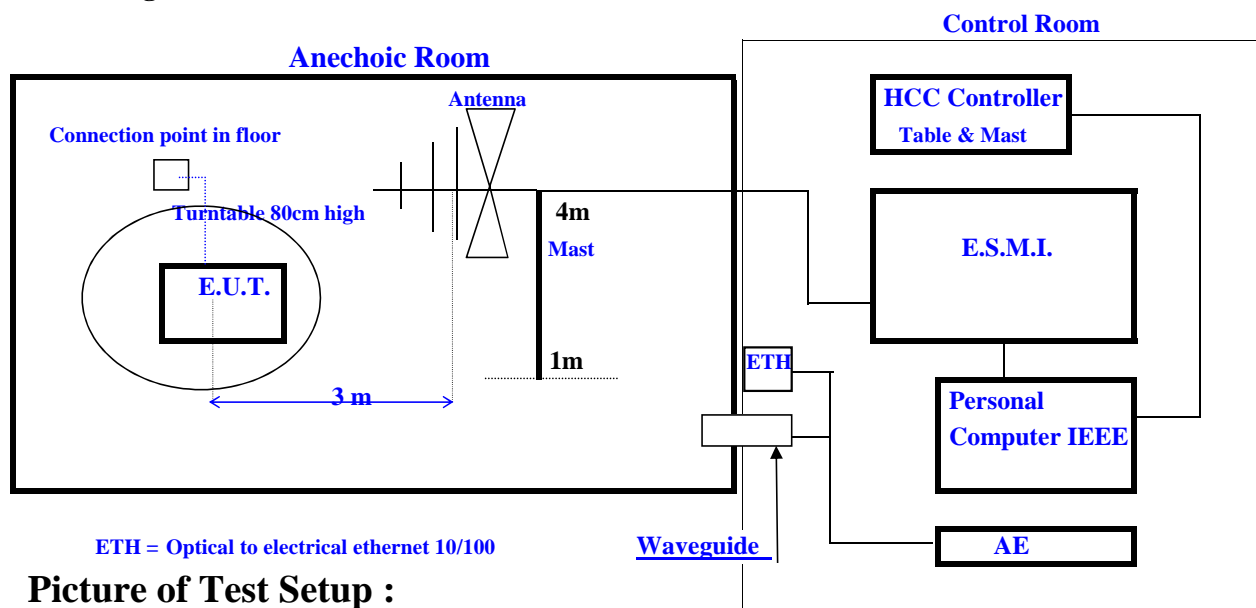 Control Room
Anechoic Room
Antenna
Connection point in floor
Turntable 80cm high
E.U.T.
3 m
4m
Mast
1m
HCC Controller
Table & Mast
E.S.M.I.
ETH
Personal
Computer IEEE
AE
Waveguide
ETH = Optical to electrical ethernet 10/100
Picture of Test Setup :